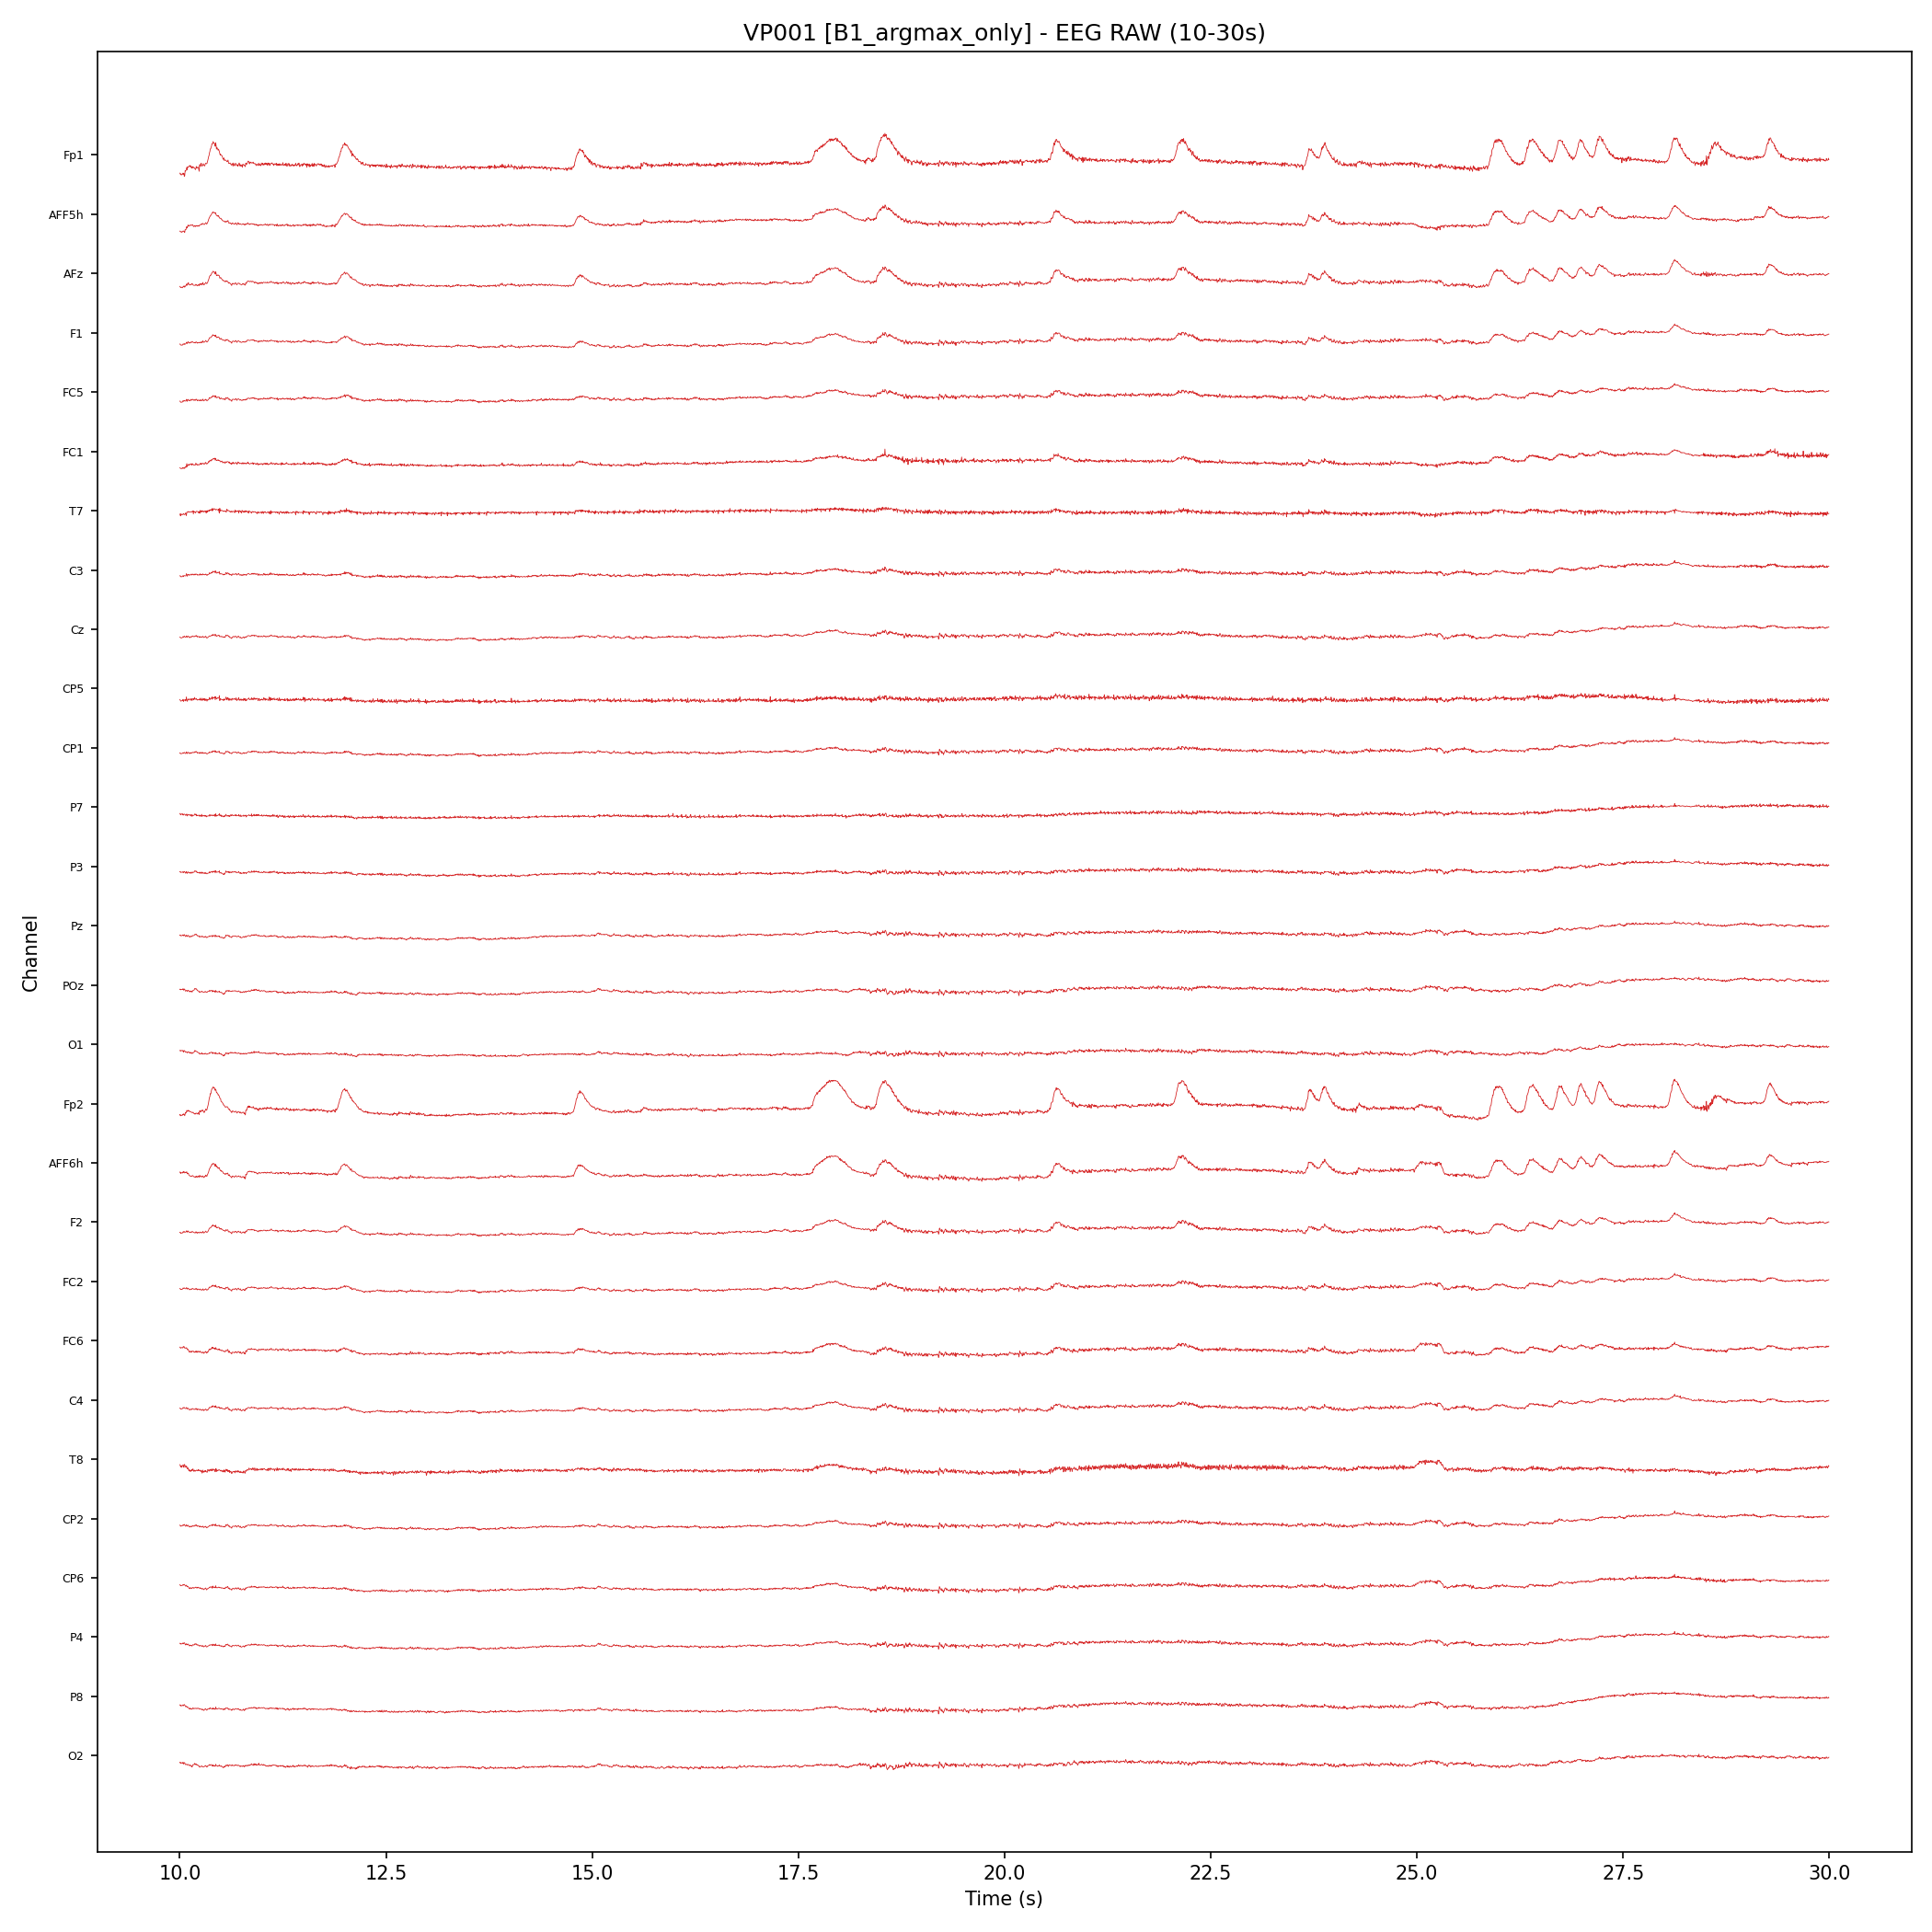 VP001 [B1_argmax_only] - EEG RAW (10-30s)
Fp1
AFF5h
AFz
F1
FC5
FC1
T7
C3
Cz
CP5
CP1
P7
P3
Pz
POz
O1
Fp2
AFF6h
F2
FC2
FC6
C4
T8
CP2
CP6
P4
P8
O2
Channel
10.0 12.5 15.0 17.5 20.0 22.5 25.0 27.5 30.0
Time (s)